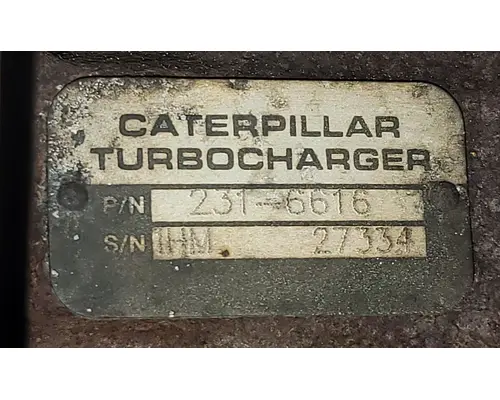 CATERPILLAR
TURBOCHARGER
P/N 231-6616
S/N IHM 27334